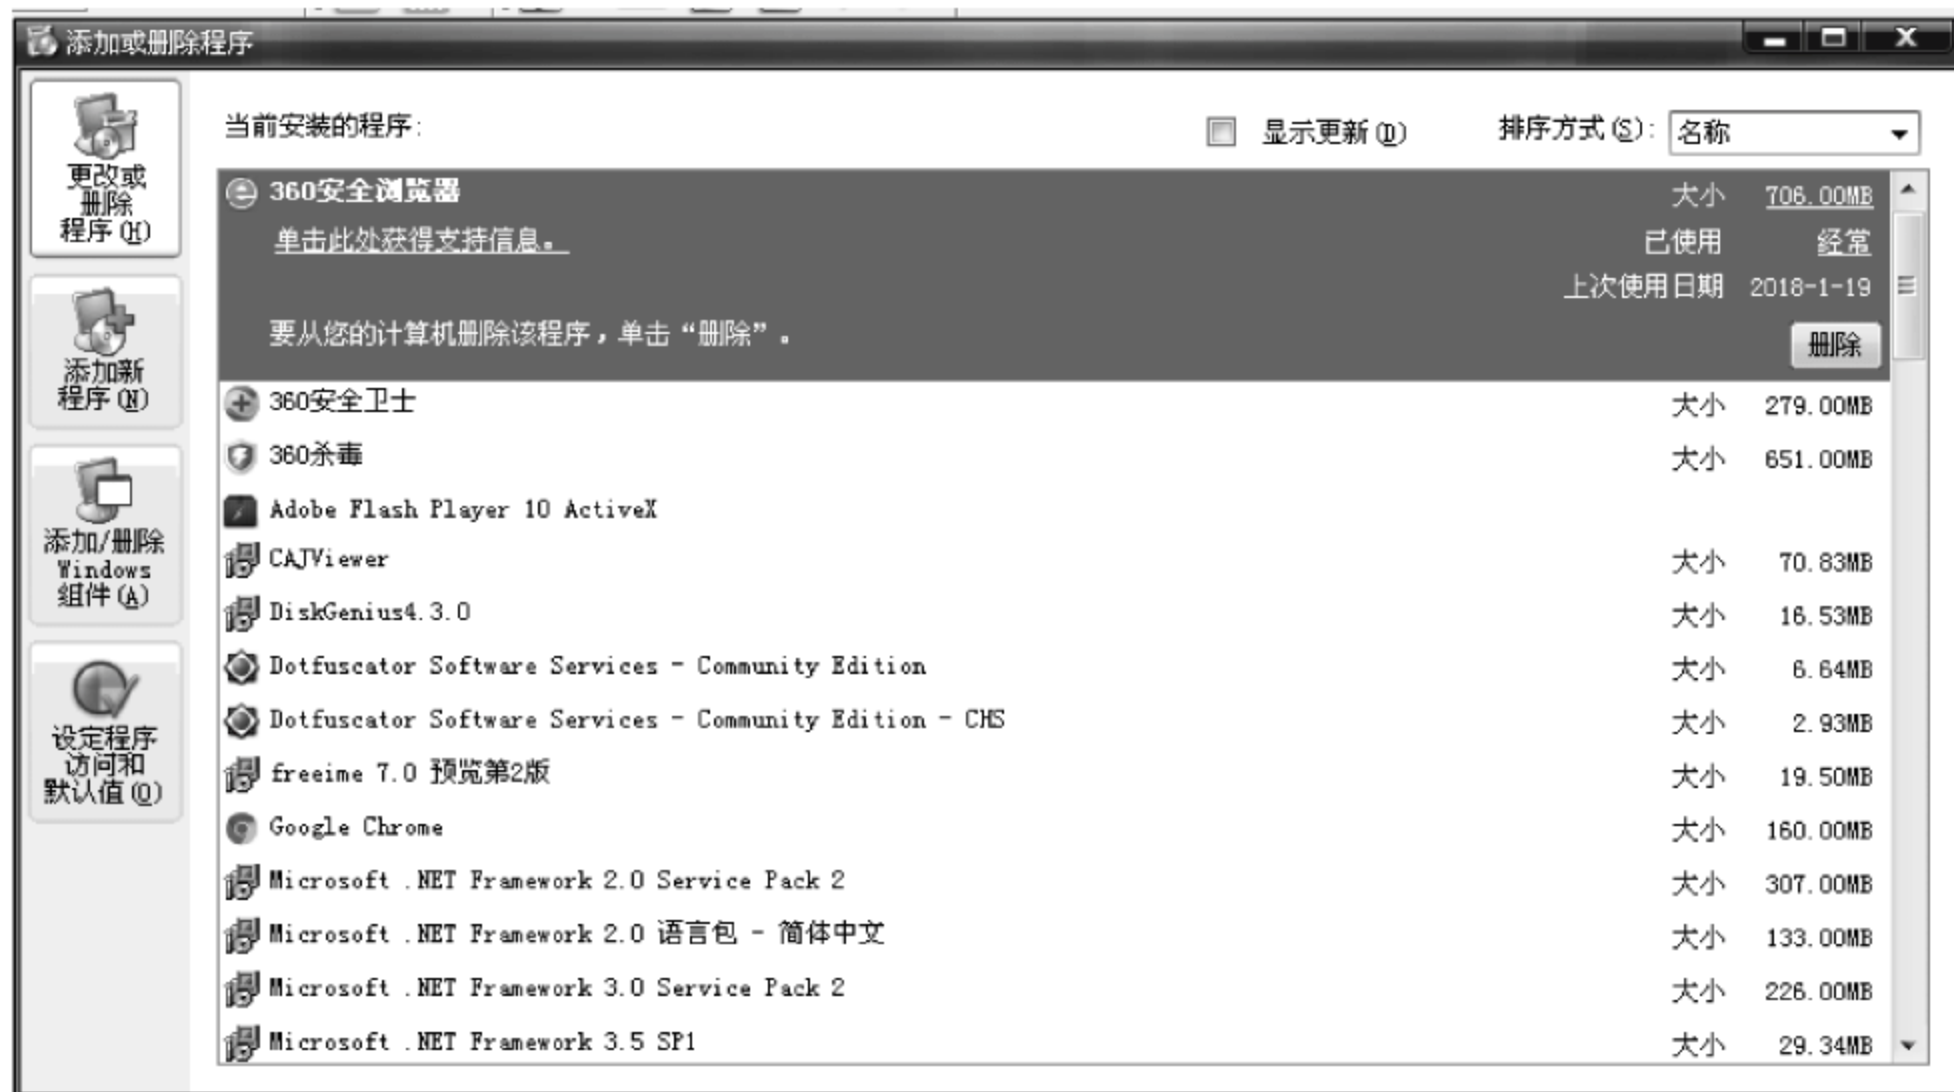 添加或删除程序
更改或
删除
程序(H)
添加新
程序(N)
添加/删除
Windows
组件(A)
设定程序
访问和
默认值(O)
当前安装的程序:
显示更新(D)
排序方式(S): 名称
360安全浏览器 大小 706.00MB
单击此处获得支持信息。 已使用 经常
上次使用日期 2018-1-19
要从您的计算机删除该程序，单击“删除”。 删除
360安全卫士 大小 279.00MB
360杀毒 大小 651.00MB
Adobe Flash Player 10 ActiveX
CAJViewer 大小 70.83MB
DiskGenius4.3.0 大小 16.53MB
Dotfuscator Software Services - Community Edition 大小 6.64MB
Dotfuscator Software Services - Community Edition - CHS 大小 2.93MB
freeime 7.0 预览第2版 大小 19.50MB
Google Chrome 大小 160.00MB
Microsoft .NET Framework 2.0 Service Pack 2 大小 307.00MB
Microsoft .NET Framework 2.0 语言包 - 简体中文 大小 133.00MB
Microsoft .NET Framework 3.0 Service Pack 2 大小 226.00MB
Microsoft .NET Framework 3.5 SP1 大小 29.34MB